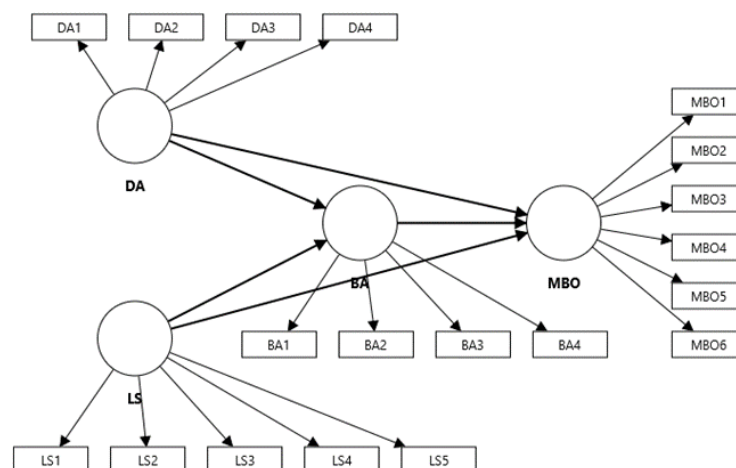 DA1
DA2
DA3
DA4
DA
MBO1
MBO2
MBO3
MBO4
MBO5
MBO6
BA
MBO
BA1
BA2
BA3
BA4
LS
LS1
LS2
LS3
LS4
LS5